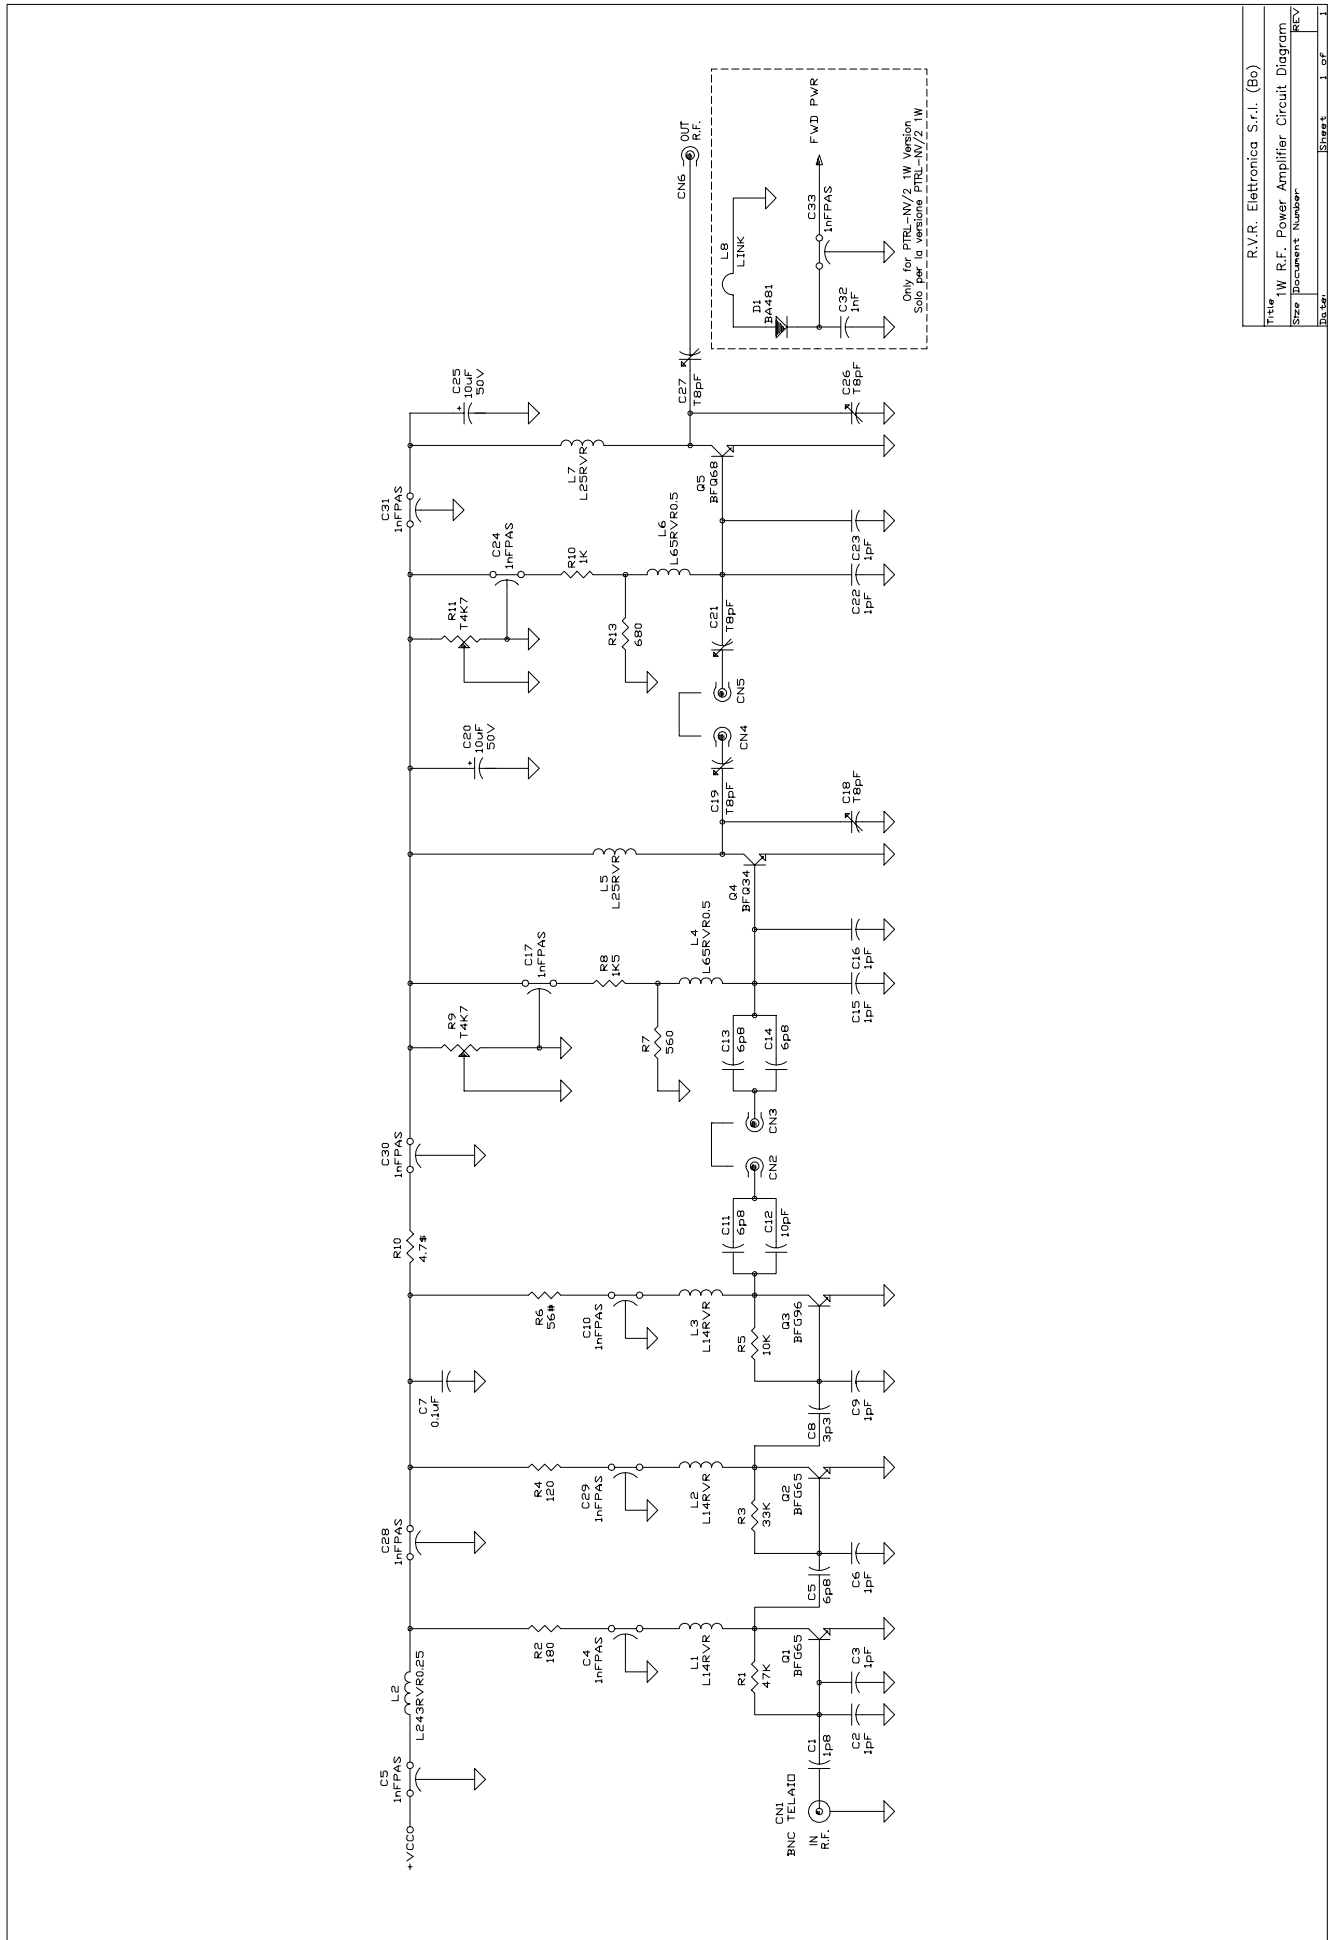 R.V.R. Elettronica S.r.l. (Bo)
Title
1W R.F. Power Amplifier Circuit Diagram
Size
Document Number
REV
Date:
Sheet
1 of
1
+VCCO
C5
1nFPAS
L2
L243RVR0.25
C28
1nFPAS
C7
0.1uF
R10
4.7$
C30
1nFPAS
C20
10uF
50V
C31
1nFPAS
C25
10uF
50V
R2
180
C4
1nFPAS
L1
L14RVR
R1
47K
Q1
BFG65
R4
120
C29
1nFPAS
L2
L14RVR
R3
33K
Q2
BFG65
R6
56#
C10
1nFPAS
L3
L14RVR
R5
10K
Q3
BFG96
R9
T4K7
C17
1nFPAS
R8
1K5
R7
560
L4
L65RVR0.5
L5
L25RVR
Q4
BFQ34
R11
T4K7
C24
1nFPAS
R10
1K
R13
680
L6
L65RVR0.5
L7
L25RVR
Q5
BFQ68
CN1
BNC TELAIO
IN
R.F.
C1
1p8
C2
1pF
C3
1pF
C5
6p8
C6
1pF
C8
3p3
C9
1pF
C11
6p8
C12
10pF
CN2
CN3
C13
6p8
C14
6p8
C15
1pF
C16
1pF
C19
T8pF
C18
T8pF
CN4
CN5
C21
T8pF
C22
1pF
C23
1pF
C27
T8pF
C26
T8pF
CN6
OUT
R.F.
L8
LINK
D1
BA481
C32
1nF
C33
1nFPAS
FWD PWR
Only for PTRL-NV/2 1W Version
Solo per la versione PTRL-NV/2 1W